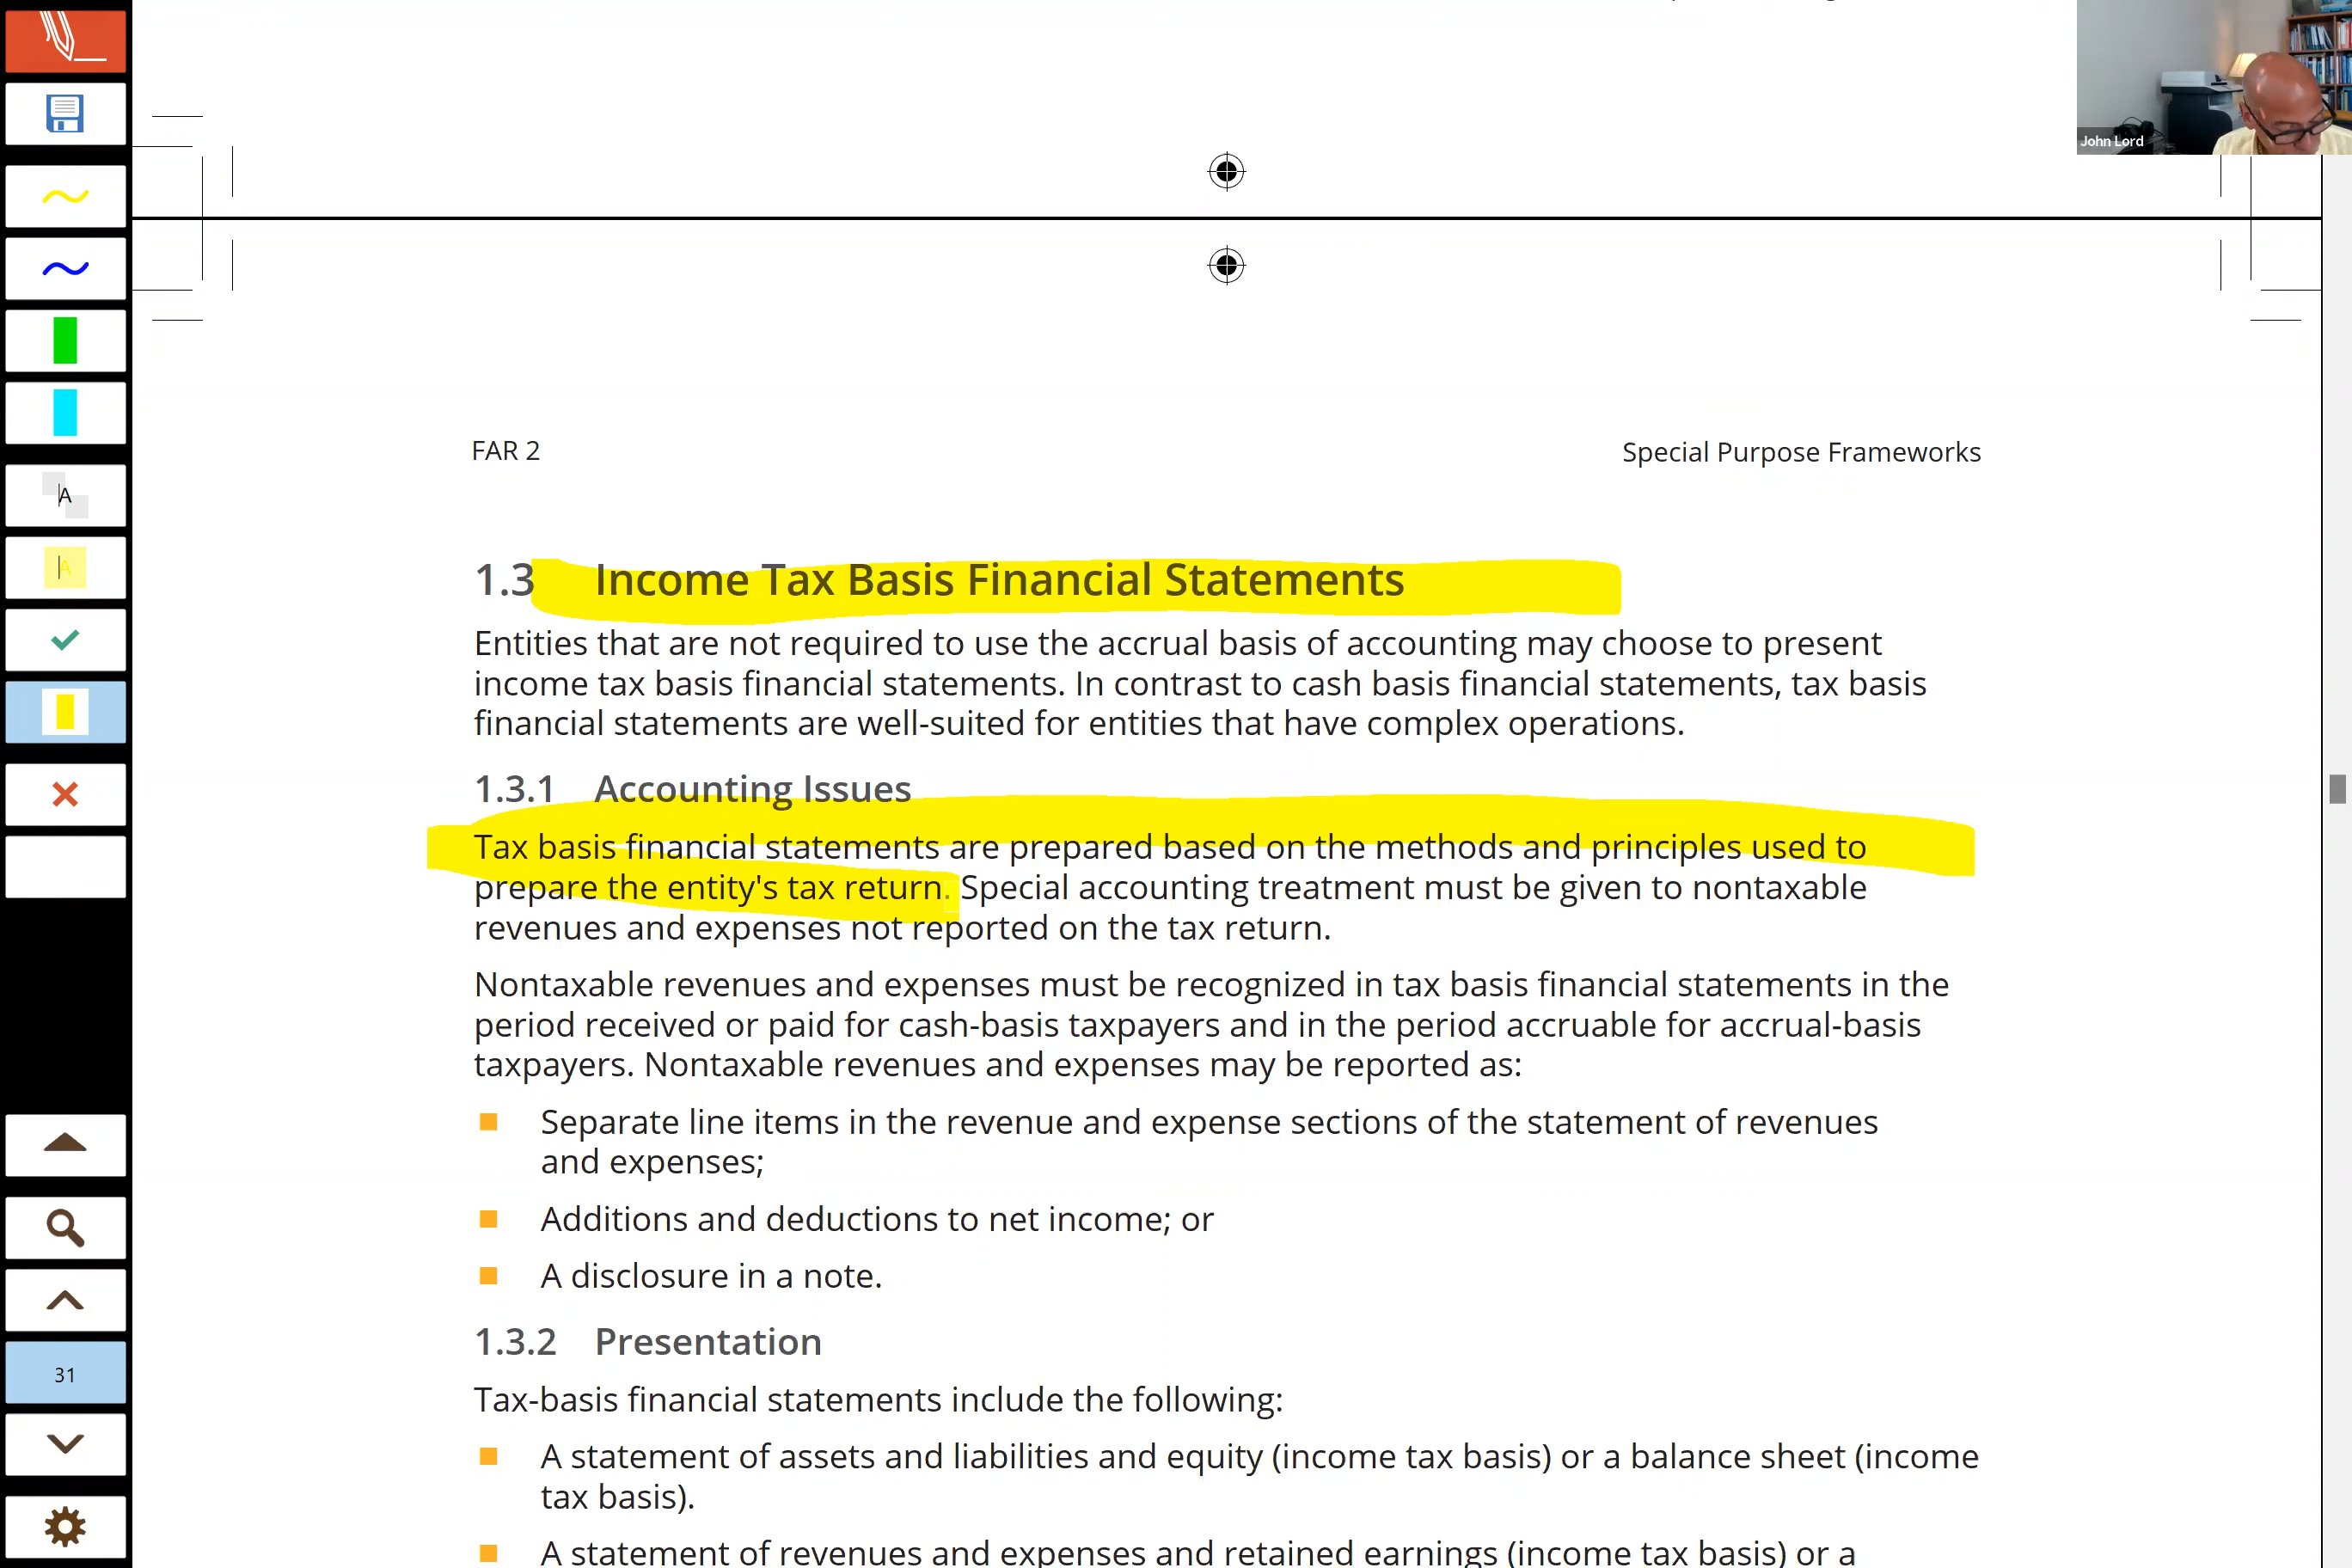 John Lord
FAR 2
Special Purpose Frameworks
1.3 Income Tax Basis Financial Statements
Entities that are not required to use the accrual basis of accounting may choose to present
income tax basis financial statements. In contrast to cash basis financial statements, tax basis
financial statements are well-suited for entities that have complex operations.
1.3.1 Accounting Issues
Tax basis financial statements are prepared based on the methods and principles used to
prepare the entity's tax return. Special accounting treatment must be given to nontaxable
revenues and expenses not reported on the tax return.
Nontaxable revenues and expenses must be recognized in tax basis financial statements in the
period received or paid for cash-basis taxpayers and in the period accruable for accrual-basis
taxpayers. Nontaxable revenues and expenses may be reported as:
Separate line items in the revenue and expense sections of the statement of revenues
and expenses;
Additions and deductions to net income; or
A disclosure in a note.
1.3.2 Presentation
Tax-basis financial statements include the following:
A statement of assets and liabilities and equity (income tax basis) or a balance sheet (income
tax basis).
A statement of revenues and expenses and retained earnings (income tax basis) or a
A
A
31